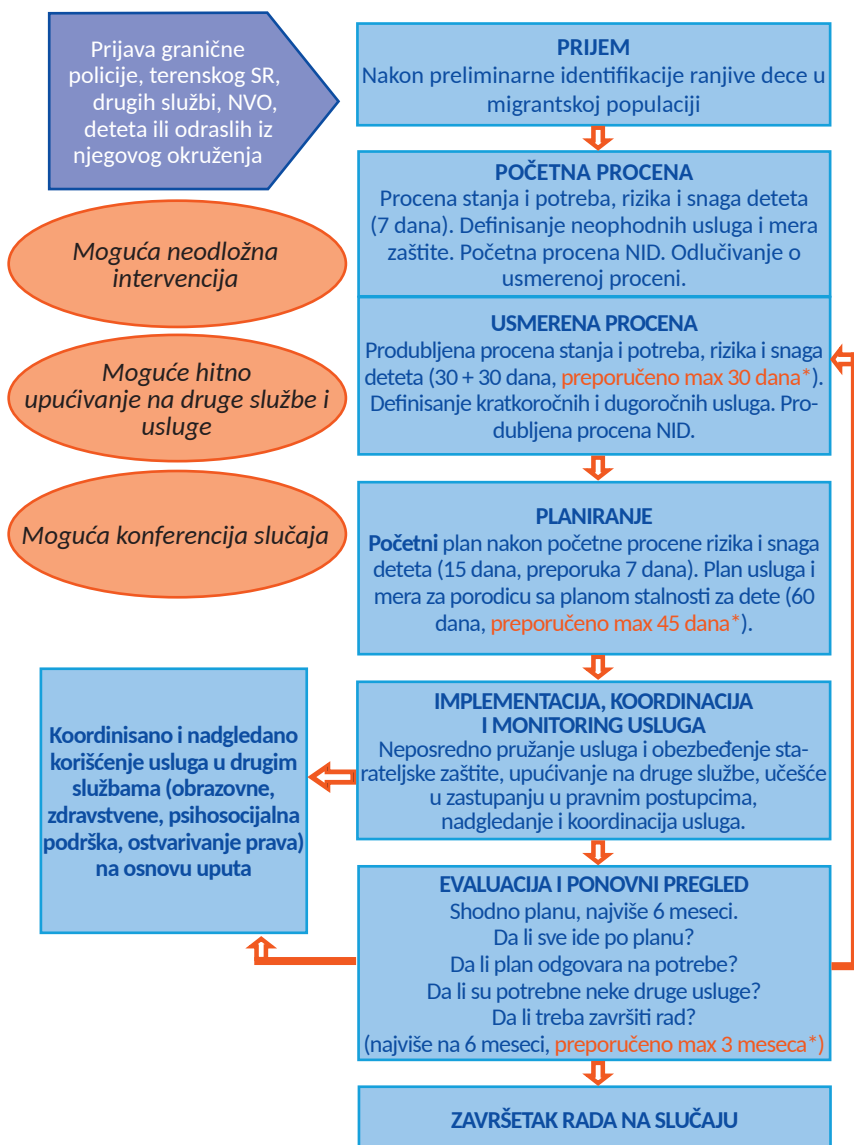 Prijava granične
policije, terenskog SR,
drugih službi, NVO,
deteta ili odraslih iz
njegovog okruženja
PRIJEM
Nakon preliminarne identifikacije ranjive dece u
migrantskoj populaciji
POČETNA PROCENA
Procena stanja i potreba, rizika i snaga deteta
(7 dana). Definisanje neophodnih usluga i mera
zaštite. Početna procena NID. Odlučivanje o
usmerenoj proceni.
Moguća neodložna
intervencija
USMERENA PROCENA
Produbljena procena stanja i potreba, rizika i snaga
deteta (30 + 30 dana, preporučeno max 30 dana*).
Definisanje kratkoročnih i dugoročnih usluga. Pro-
dubljena procena NID.
Moguće hitno
upućivanje na druge službe i
usluge
Moguća konferencija slučaja
PLANIRANJE
Početni plan nakon početne procene rizika i snaga
deteta (15 dana, preporuka 7 dana). Plan usluga i
mera za porodicu sa planom stalnosti za dete (60
dana, preporučeno max 45 dana*).
IMPLEMENTACIJA, KOORDINACIJA
I MONITORING USLUGA
Neposredno pružanje usluga i obezbeđenje sta-
rateljske zaštite, upućivanje na druge službe, učešće
u zastupanju u pravnim postupcima,
nadgledanje i koordinacija usluga.
Koordinisano i nadgledano
korišćenje usluga u drugim
službama (obrazovne,
zdravstvene, psihosocijalna
podrška, ostvarivanje prava)
na osnovu uputa
EVALUACIJA I PONOVNI PREGLED
Shodno planu, najviše 6 meseci.
Da li sve ide po planu?
Da li plan odgovara na potrebe?
Da li su potrebne neke druge usluge?
Da li treba završiti rad?
(najviše na 6 meseci, preporučeno max 3 meseca*)
ZAVRŠETAK RADA NA SLUČAJU